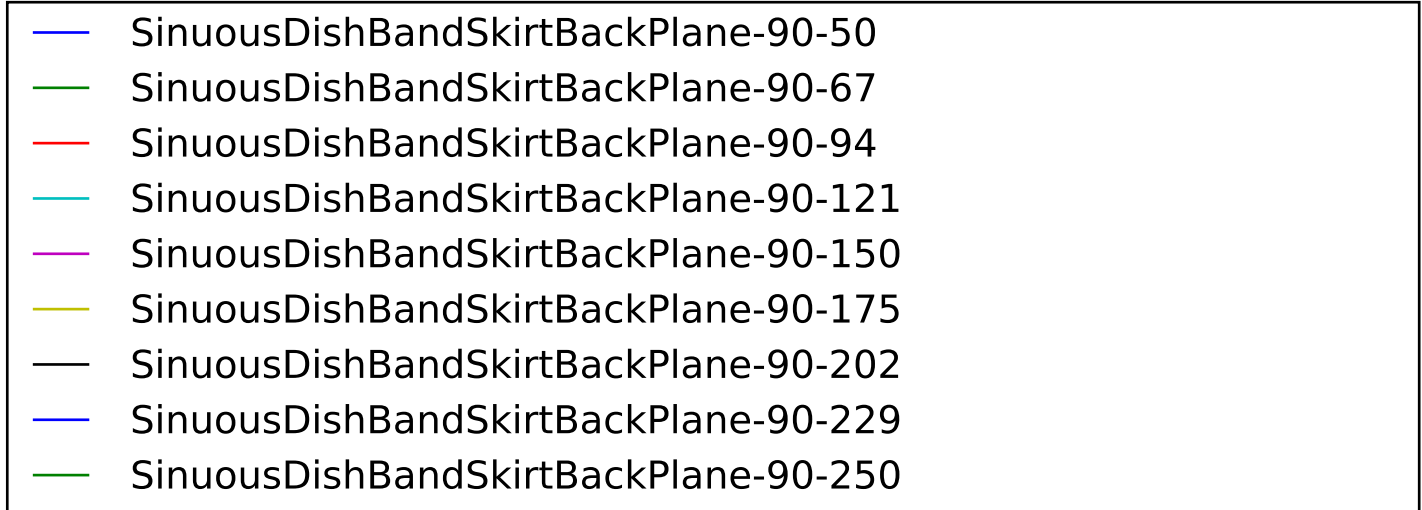 SinuousDishBandSkirtBackPlane-90-50
SinuousDishBandSkirtBackPlane-90-67
SinuousDishBandSkirtBackPlane-90-94
SinuousDishBandSkirtBackPlane-90-121
SinuousDishBandSkirtBackPlane-90-150
SinuousDishBandSkirtBackPlane-90-175
SinuousDishBandSkirtBackPlane-90-202
SinuousDishBandSkirtBackPlane-90-229
SinuousDishBandSkirtBackPlane-90-250